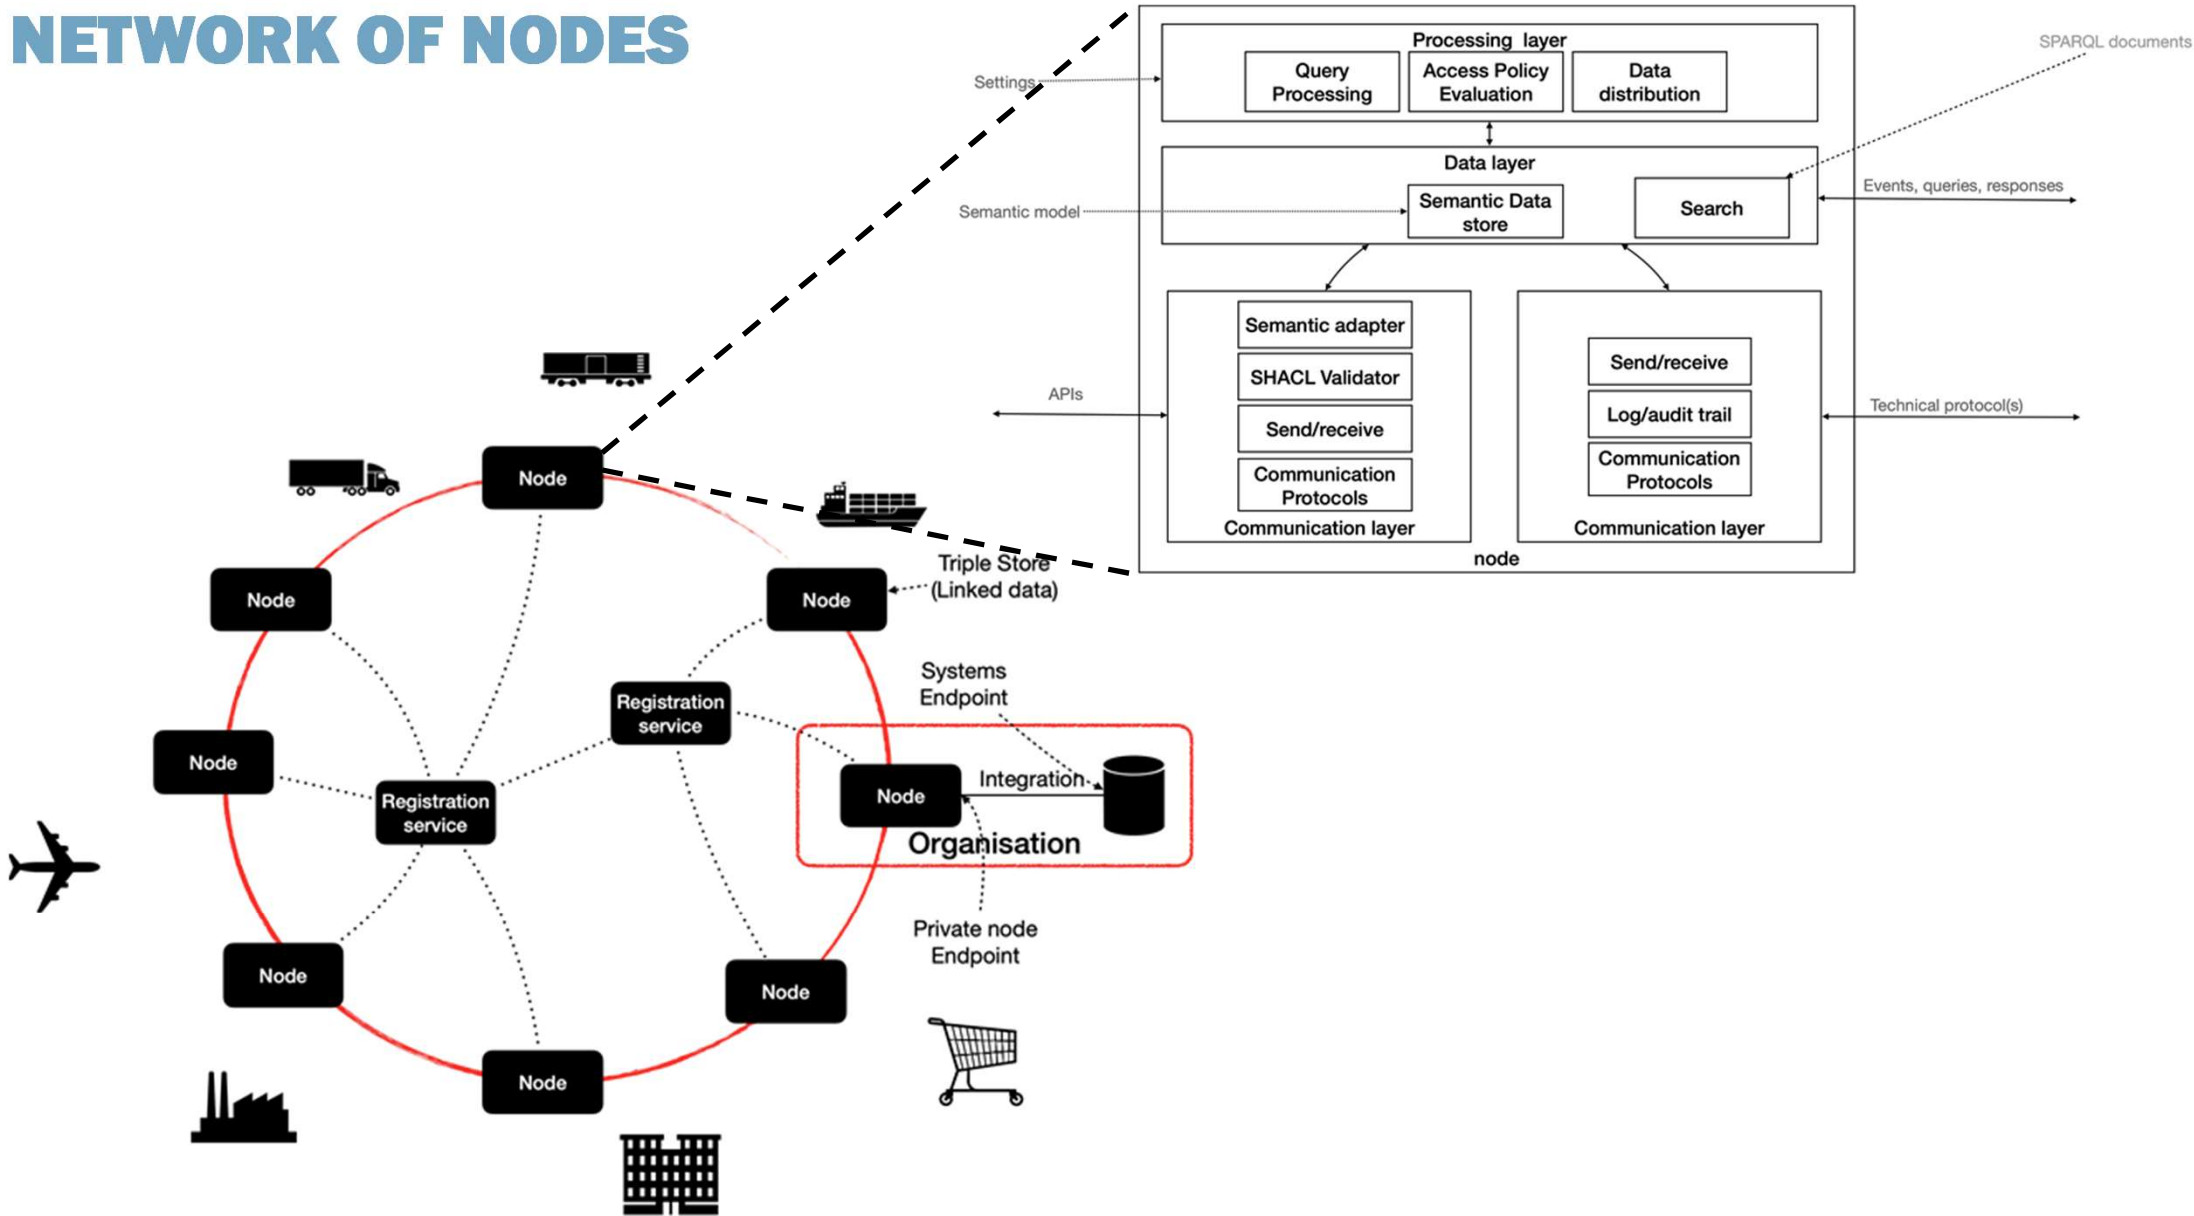 NETWORK OF NODES
Processing layer
Query
Processing
Access Policy
Evaluation
Data
distribution
Settings
SPARQL documents
Data layer
Semantic Data
store
Search
Semantic model
Events, queries, responses
Semantic adapter
SHACL Validator
Send/receive
Communication
Protocols
Communication layer
Send/receive
Log/audit trail
Communication
Protocols
Communication layer
APIs
Technical protocol(s)
node
Node
Node
Node
Triple Store
(Linked data)
Systems
Endpoint
Registration
service
Node
Registration
service
Node
Integration
Organisation
Private node
Endpoint
Node
Node
Node